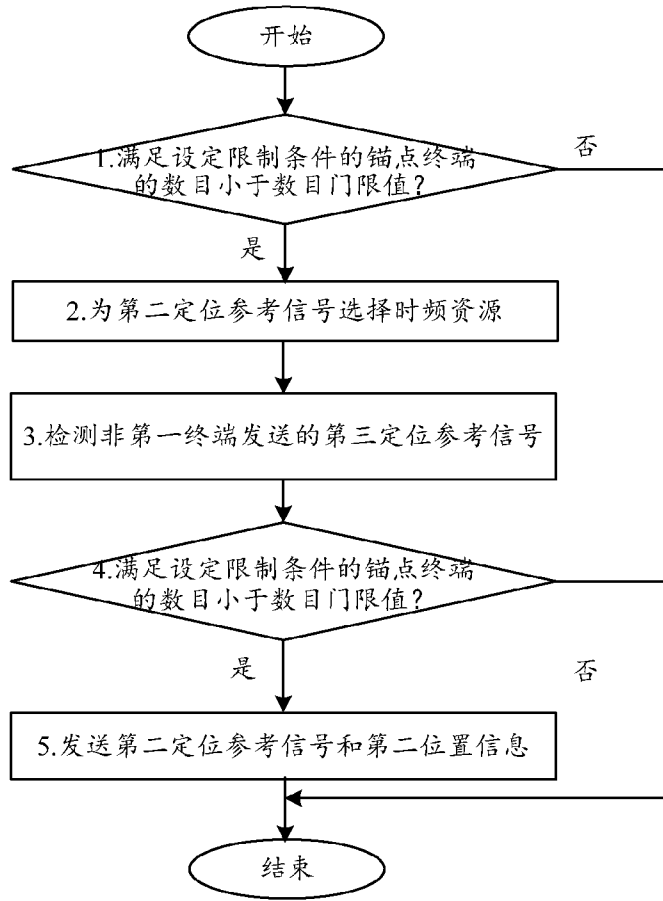 开始
1.满足设定限制条件的锚点终端
的数目小于数目门限值？
否
是
2.为第二定位参考信号选择时频资源
3.检测非第一终端发送的第三定位参考信号
4.满足设定限制条件的锚点终端
的数目小于数目门限值？
是
否
5.发送第二定位参考信号和第二位置信息
结束